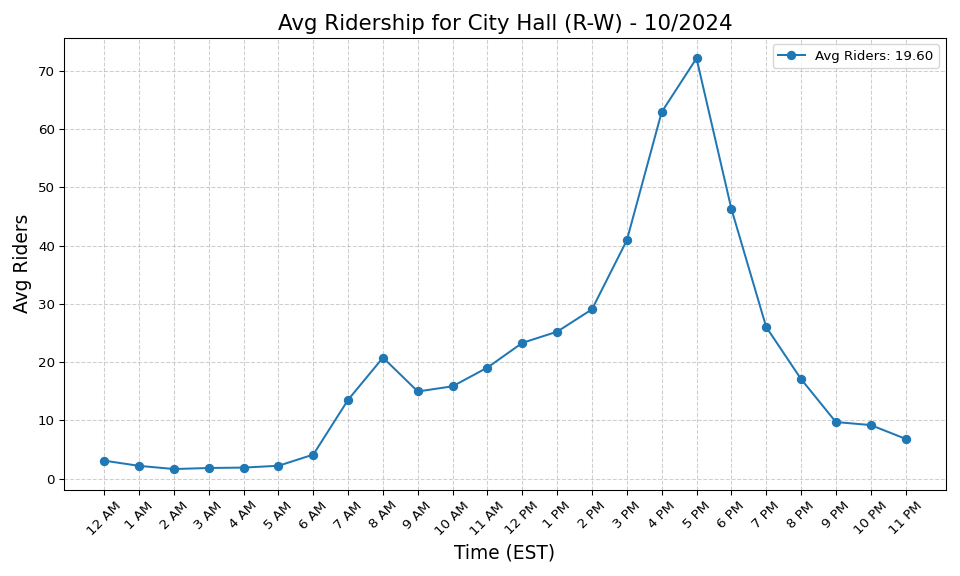 Avg Ridership for City Hall (R-W) - 10/2024
Avg Riders: 19.60
Avg Riders
70
60
50
40
30
20
10
0
12 AM
1 AM
2 AM
3 AM
4 AM
5 AM
6 AM
7 AM
8 AM
9 AM
10 AM
11 AM
12 PM
1 PM
2 PM
3 PM
4 PM
5 PM
6 PM
7 PM
8 PM
9 PM
10 PM
11 PM
Time (EST)